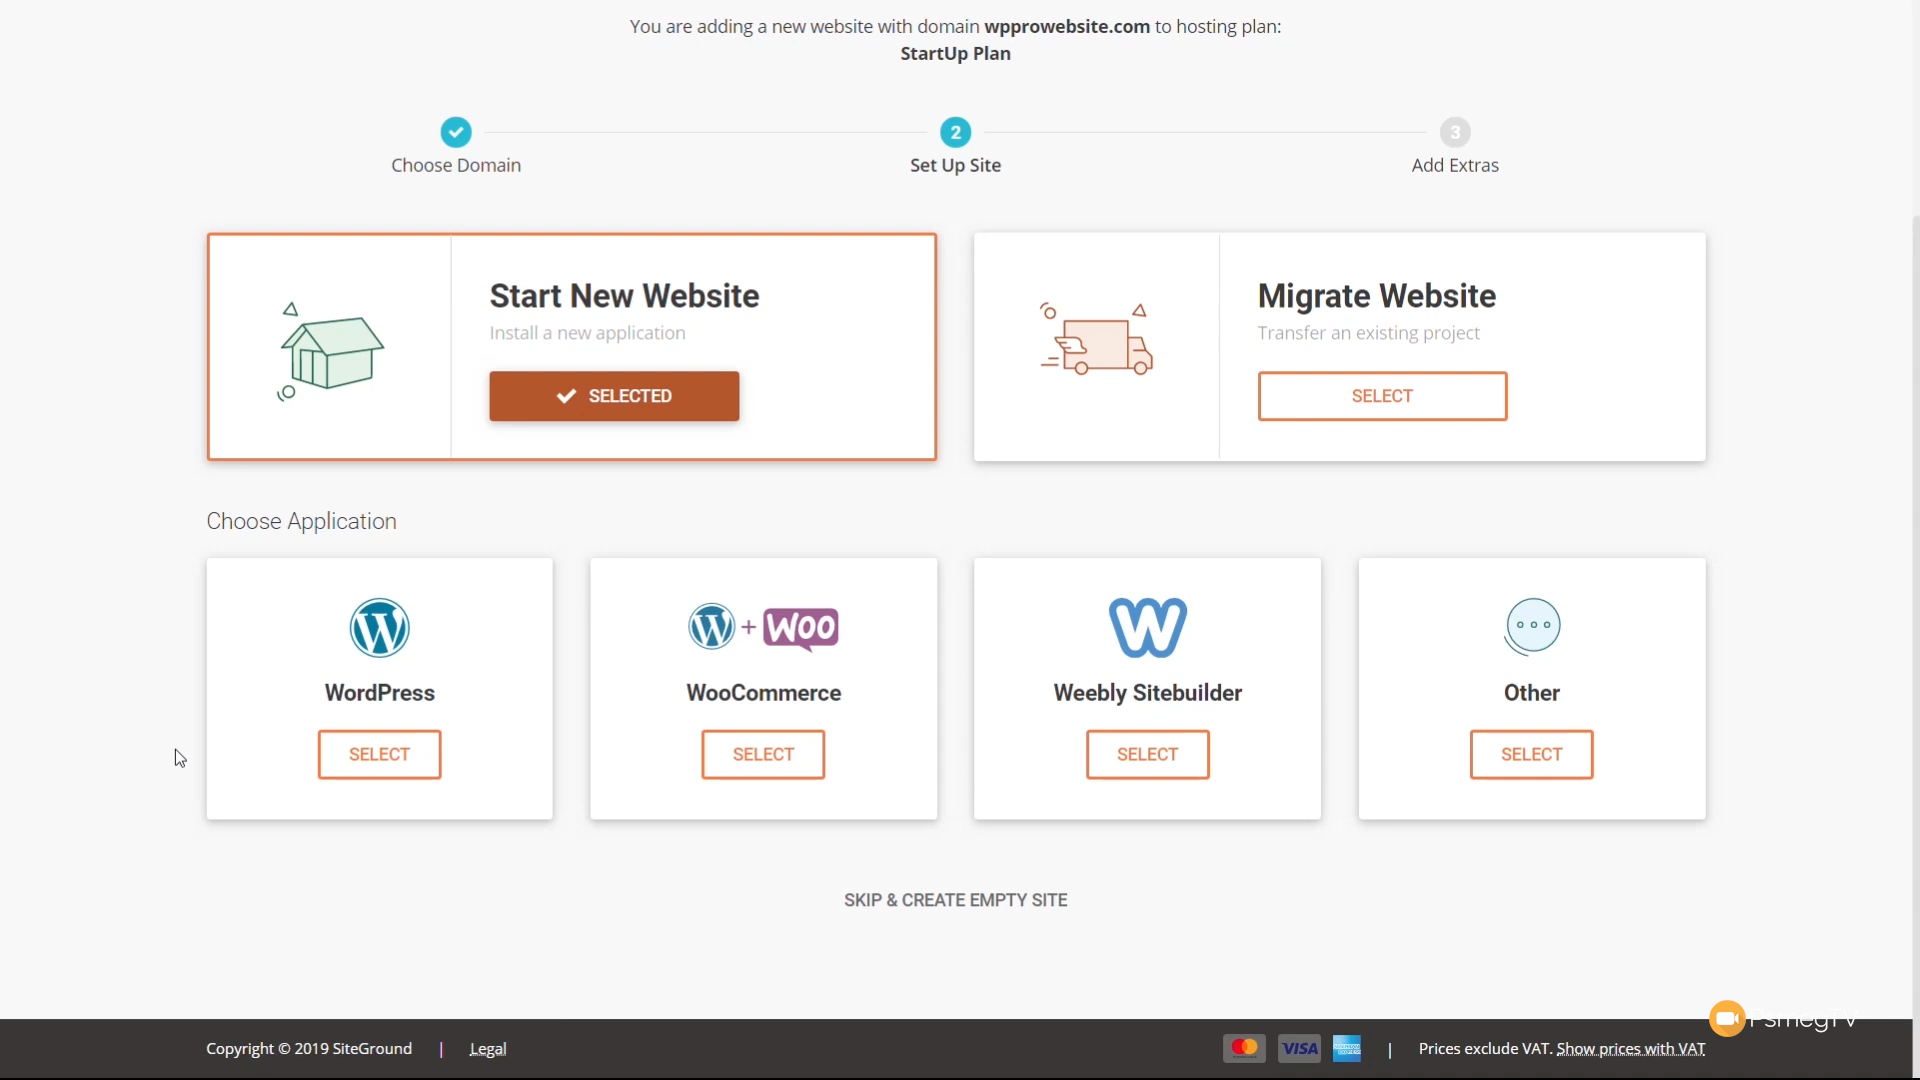 You are adding a new website with domain wpprowebsite.com to hosting plan:
StartUp Plan
2
3
Choose Domain
Set Up Site
Add Extras
Start New Website
Install a new application
SELECTED
Migrate Website
Transfer an existing project
SELECT
Choose Application
W
WordPress
SELECT
W + WOO
WooCommerce
SELECT
W
Weebly Sitebuilder
SELECT
Other
SELECT
SKIP & CREATE EMPTY SITE
FsmegTV
Copyright © 2019 SiteGround | Legal
VISA | Prices exclude VAT. Show prices with VAT